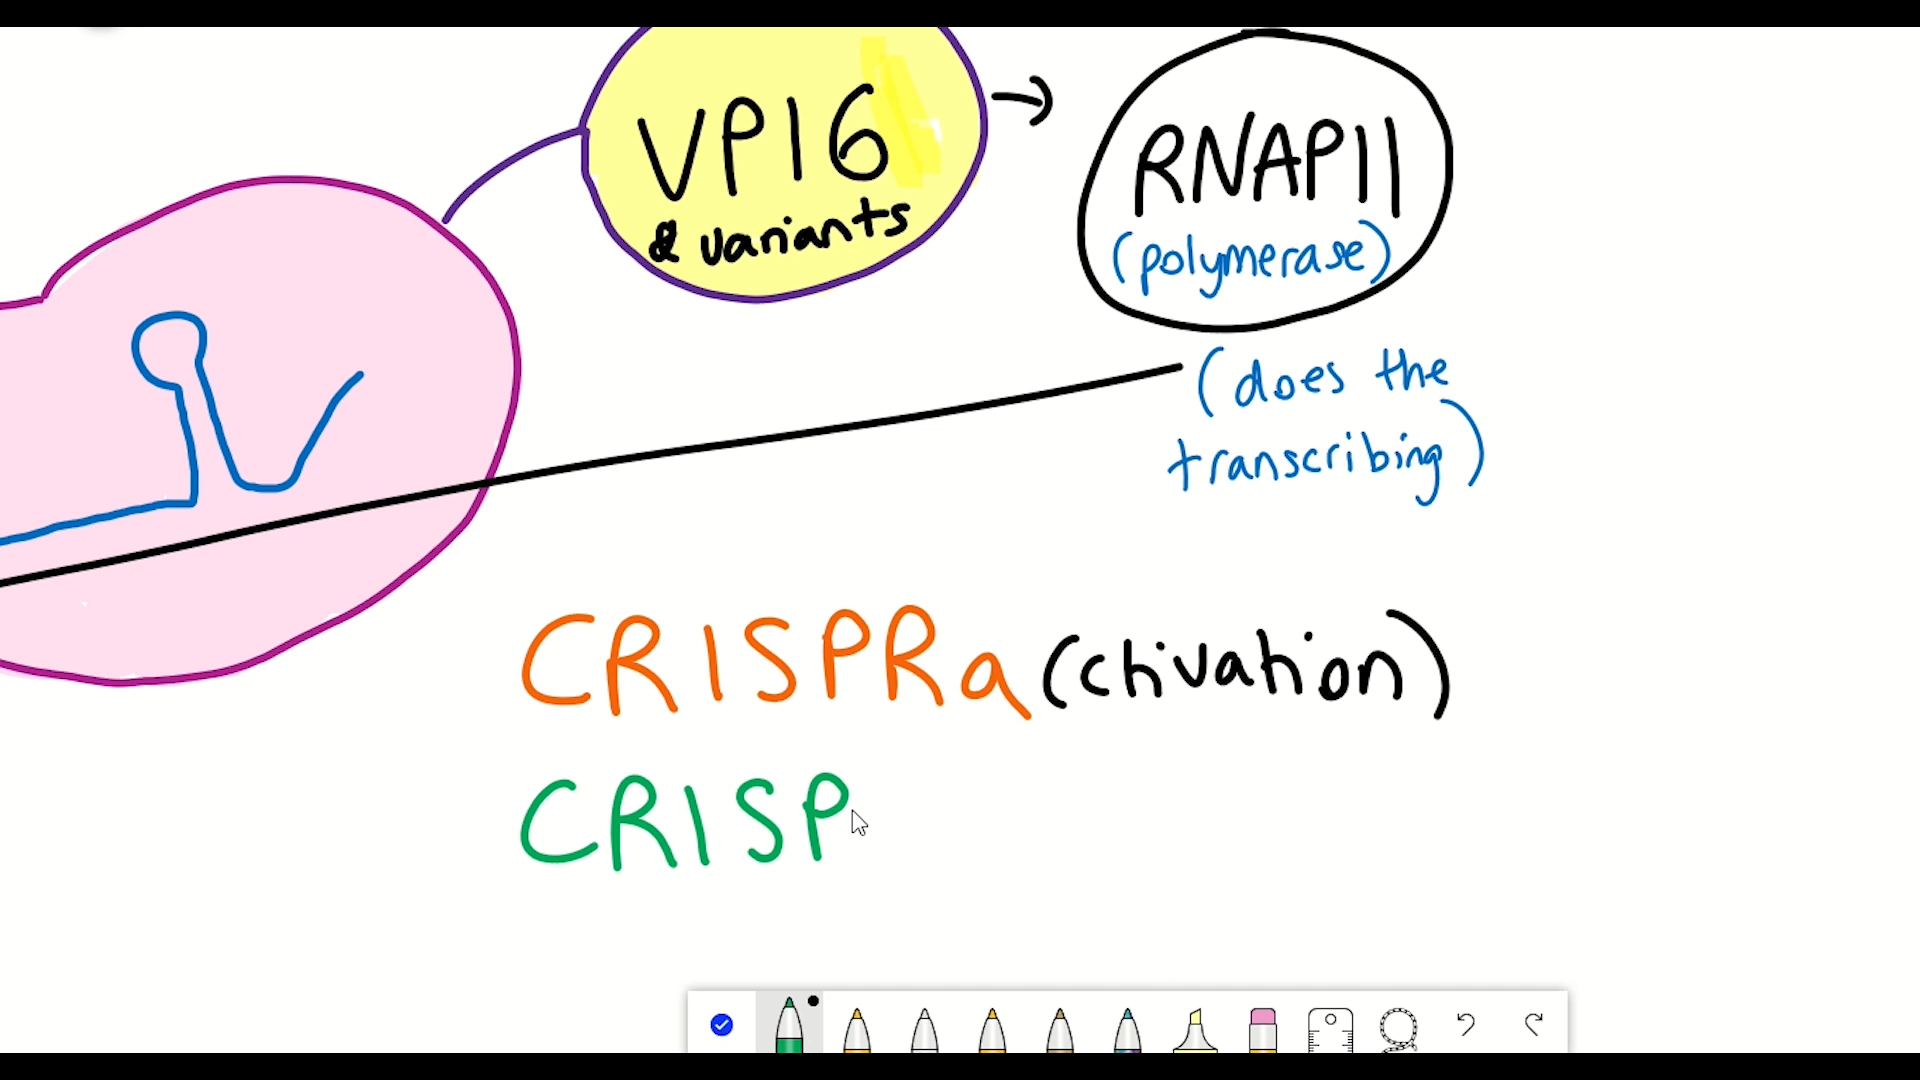 VP16
& variants
RNAPII
(polymerase)
(does the
transcribing)
CRISPRa (ctivation)
CRISP